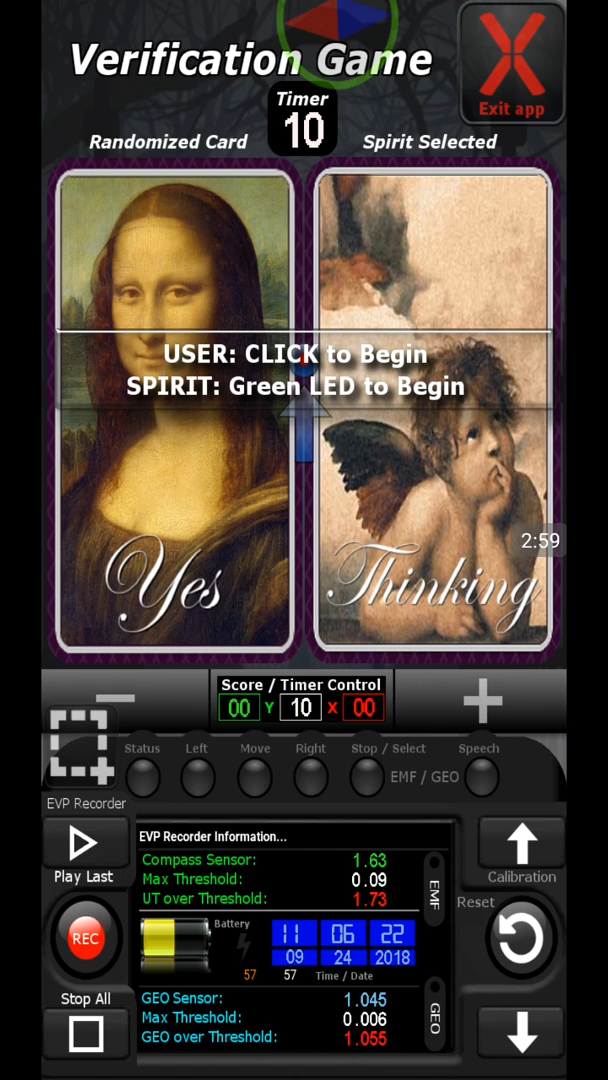 Verification Game
Exit app
Timer
10
Randomized Card
Spirit Selected
USER: CLICK to Begin
SPIRIT: Green LED to Begin
2:59
Yes
Thinking
Score / Timer Control
00 Y 10 X 00
Status Left Move Right Stop / Select Speech
EMF / GEO
EVP Recorder
Play Last
REC
Stop All
EVP Recorder Information...
Compass Sensor: 1.63
Max Threshold: 0.09
UT over Threshold: 1.73
EMF
Battery
11 06 22
09 24 2018
57 57 Time / Date
GEO Sensor: 1.045
Max Threshold: 0.006
GEO over Threshold: 1.055
GEO
Calibration
Reset